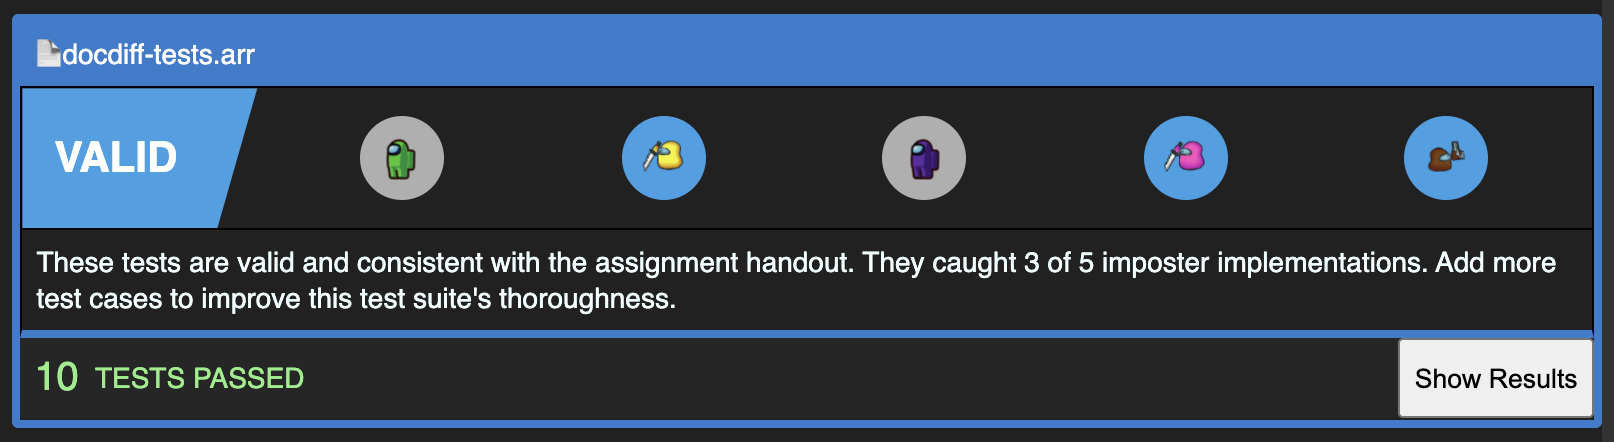 docdiff-tests.arr
VALID
These tests are valid and consistent with the assignment handout. They caught 3 of 5 imposter implementations. Add more
test cases to improve this test suite's thoroughness.
10 TESTS PASSED
Show Results